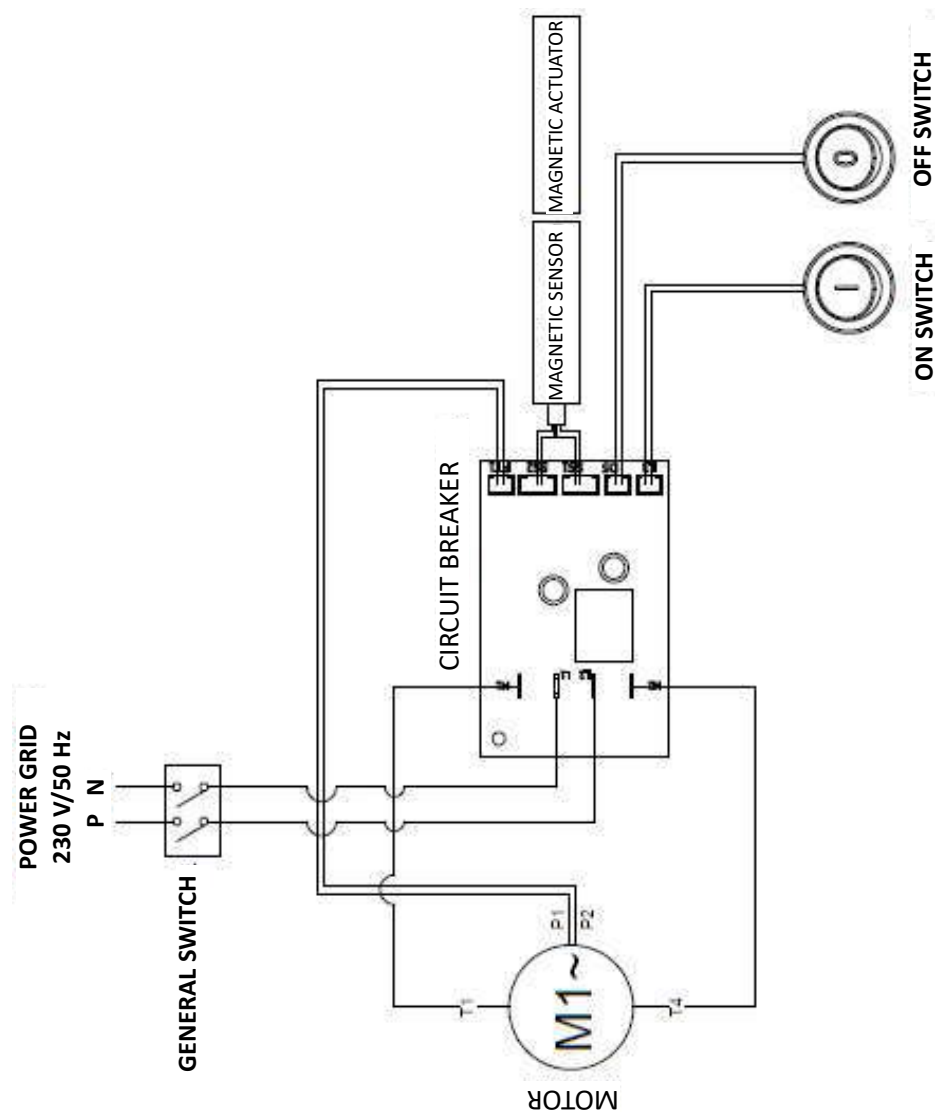 POWER GRID
230 V/50 Hz
P N
GENERAL SWITCH
CIRCUIT BREAKER
MAGNETIC SENSOR
MAGNETIC ACTUATOR
ON SWITCH
OFF SWITCH
I
O
T1
P1
P2
T4
M1~
MOTOR